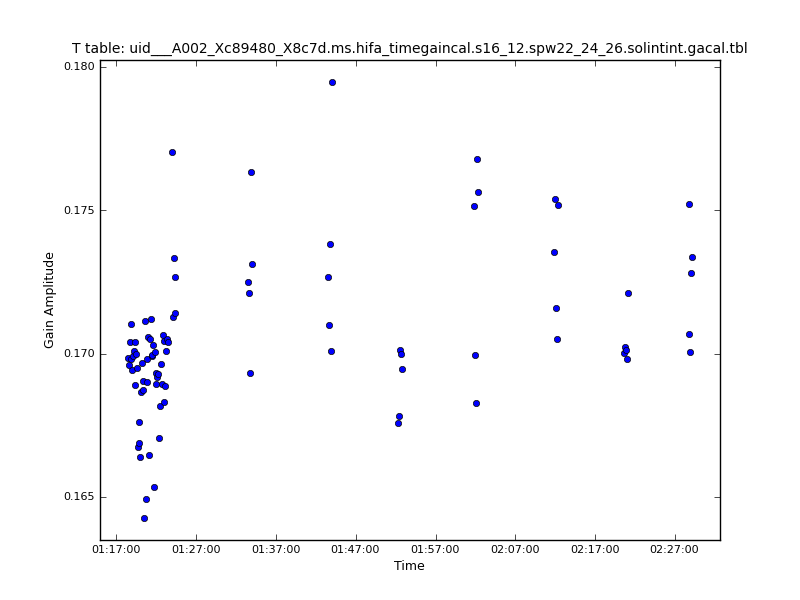 T table: uid___A002_Xc89480_X8c7d.ms.hifa_timegaincal.s16_12.spw22_24_26.solintint.gacal.tbl
0.180
0.175
0.170
0.165
Gain Amplitude
01:17:00 01:27:00 01:37:00 01:47:00 01:57:00 02:07:00 02:17:00 02:27:00
Time